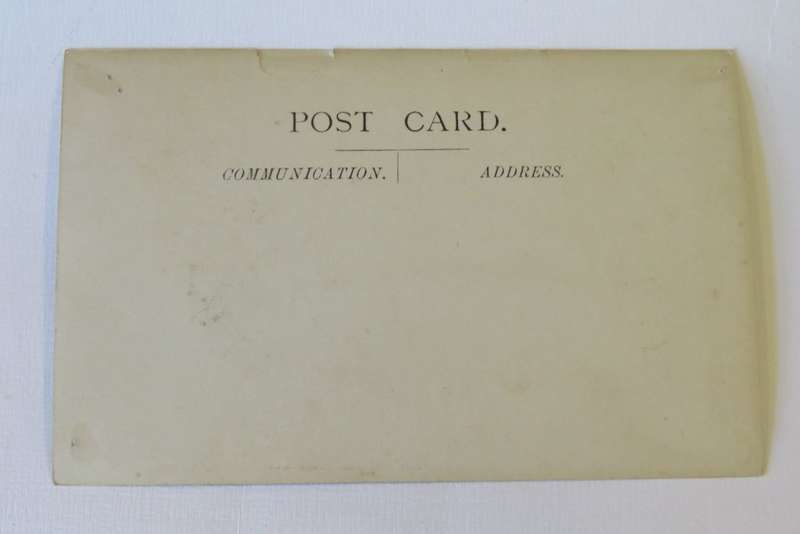 POST CARD.
COMMUNICATION.
ADDRESS.